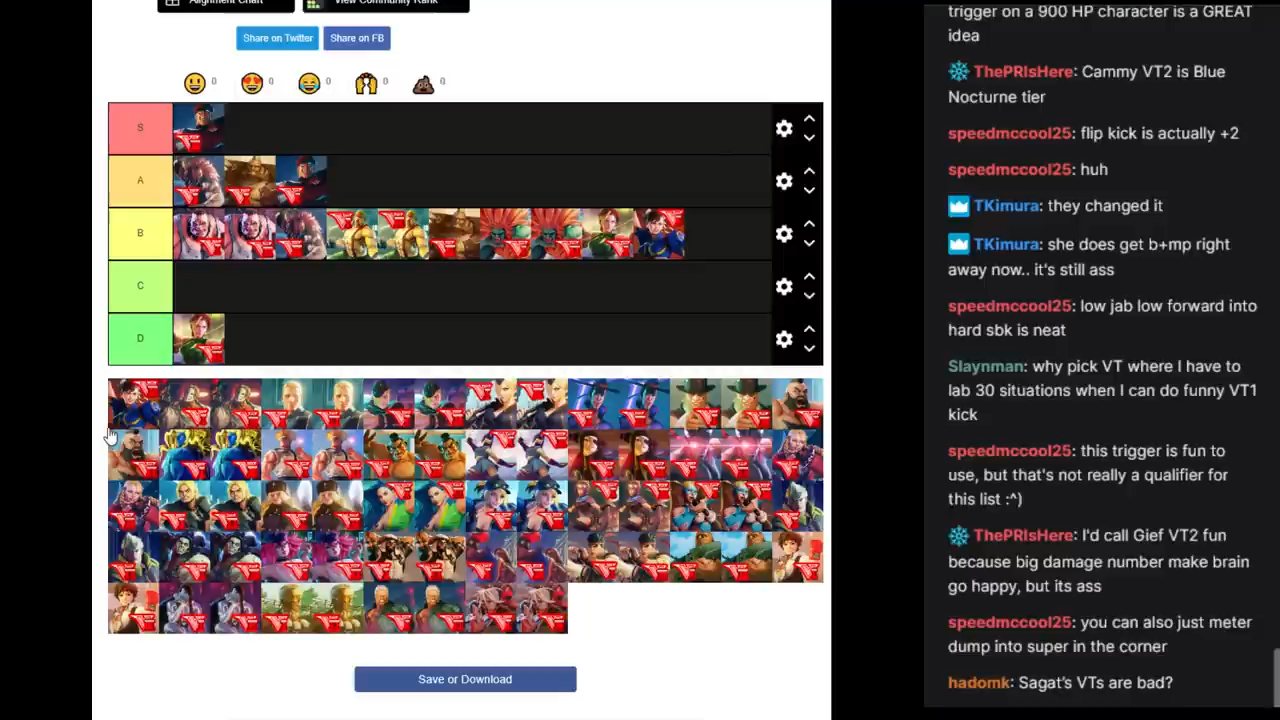 Alignment Chart
View Community Rank
Share on Twitter
Share on FB
0
0
0
0
0
S
A
B
C
D
Save or Download
trigger on a 900 HP character is a GREAT
idea
ThePRIsHere: Cammy VT2 is Blue
Nocturne tier
speedmccool25: flip kick is actually +2
speedmccool25: huh
TKimura: they changed it
TKimura: she does get b+mp right
away now.. it's still ass
speedmccool25: low jab low forward into
hard sbk is neat
Slaynman: why pick VT where I have to
lab 30 situations when I can do funny VT1
kick
speedmccool25: this trigger is fun to
use, but that's not really a qualifier for
this list :^)
ThePRIsHere: I'd call Gief VT2 fun
because big damage number make brain
go happy, but its ass
speedmccool25: you can also just meter
dump into super in the corner
hadomk: Sagat's VTs are bad?